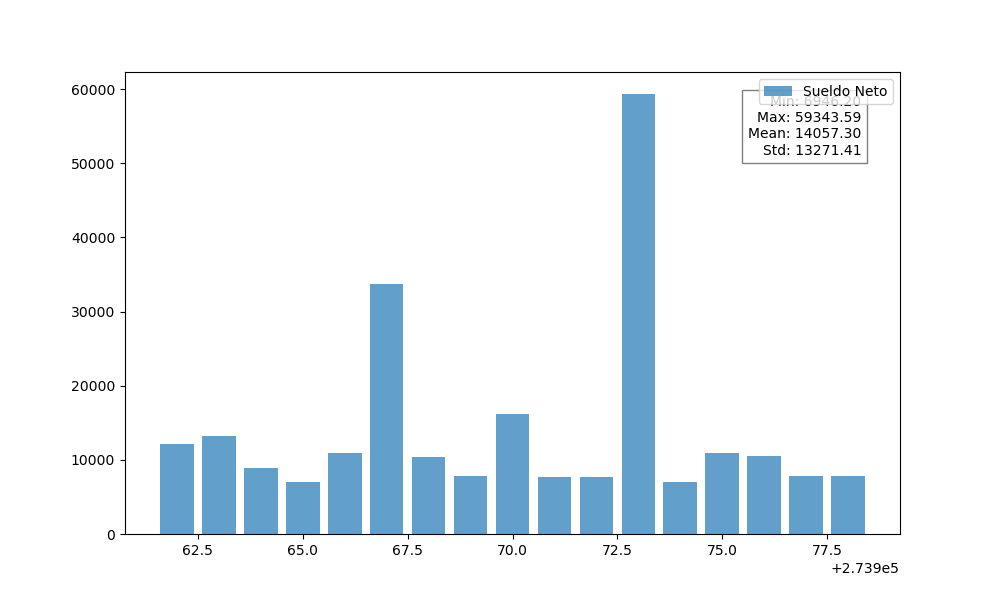 60000
50000
40000
30000
20000
10000
0
Sueldo Neto
Min: 6946.20
Max: 59343.59
Mean: 14057.30
Std: 13271.41
62.5 65.0 67.5 70.0 72.5 75.0 77.5
+2.739e5